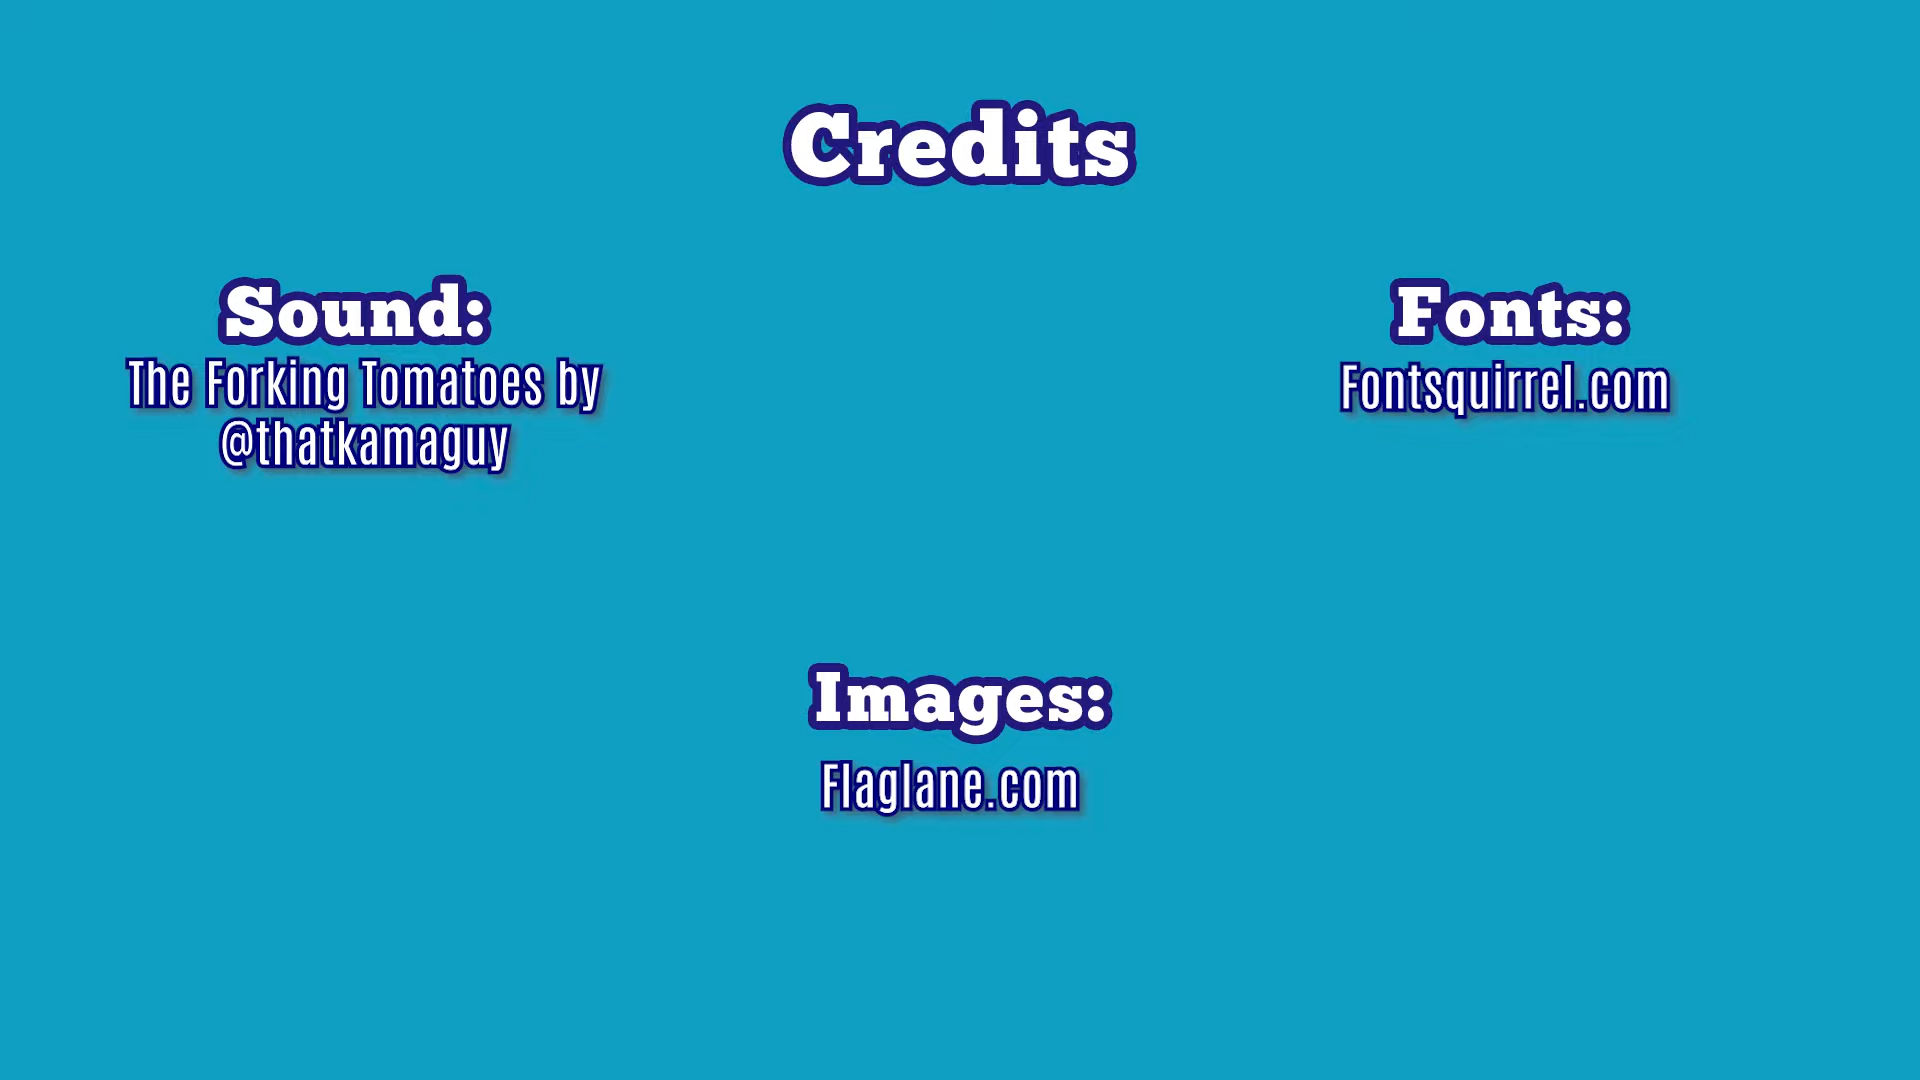 Credits
Sound:
The Forking Tomatoes by
@thatkamaguy
Fonts:
Fontsquirrel.com
Images:
Flaglane.com